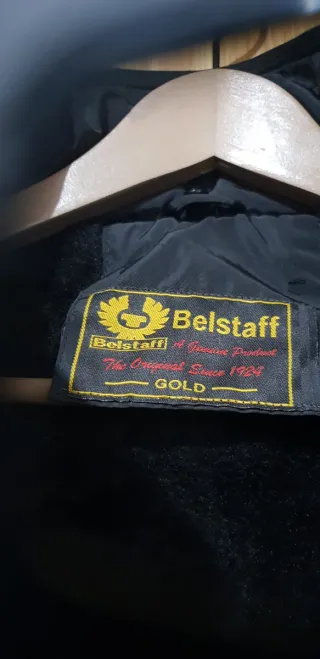 Belstaff
Belstaff
A Genuine Product
The Original Since 1924
GOLD